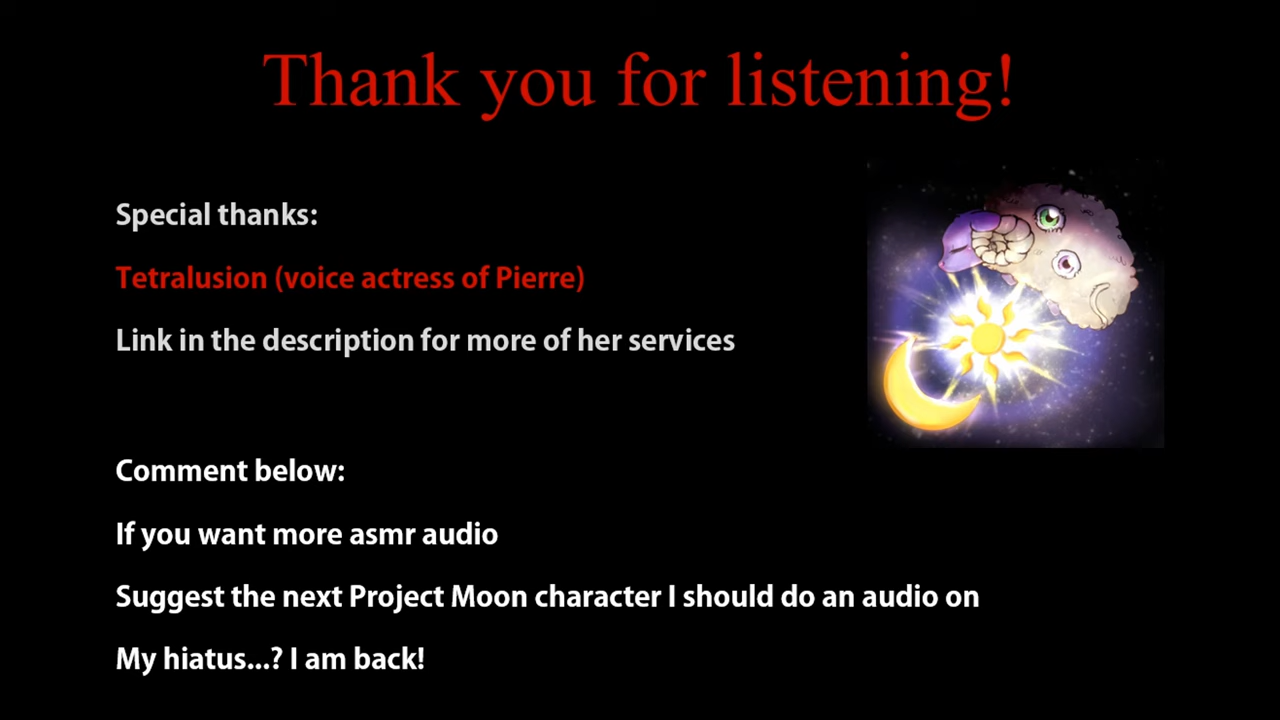 Thank you for listening!
Special thanks:
Tetralusion (voice actress of Pierre)
Link in the description for more of her services
Comment below:
If you want more asmr audio
Suggest the next Project Moon character I should do an audio on
My hiatus...? I am back!